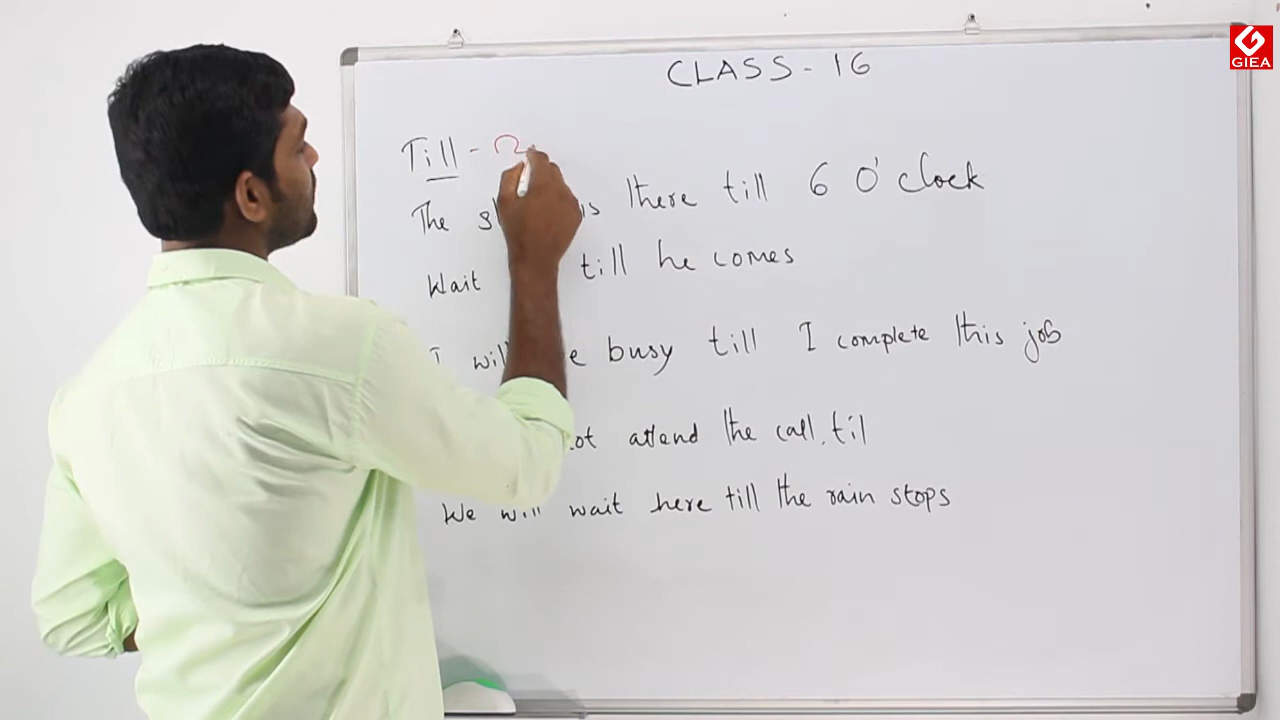 CLASS - 16
Till -
The is there till 6 O'clock
Wait till he comes
I busy till I complete this job
attend the call, til
We will wait here till the rain stops
GIEA